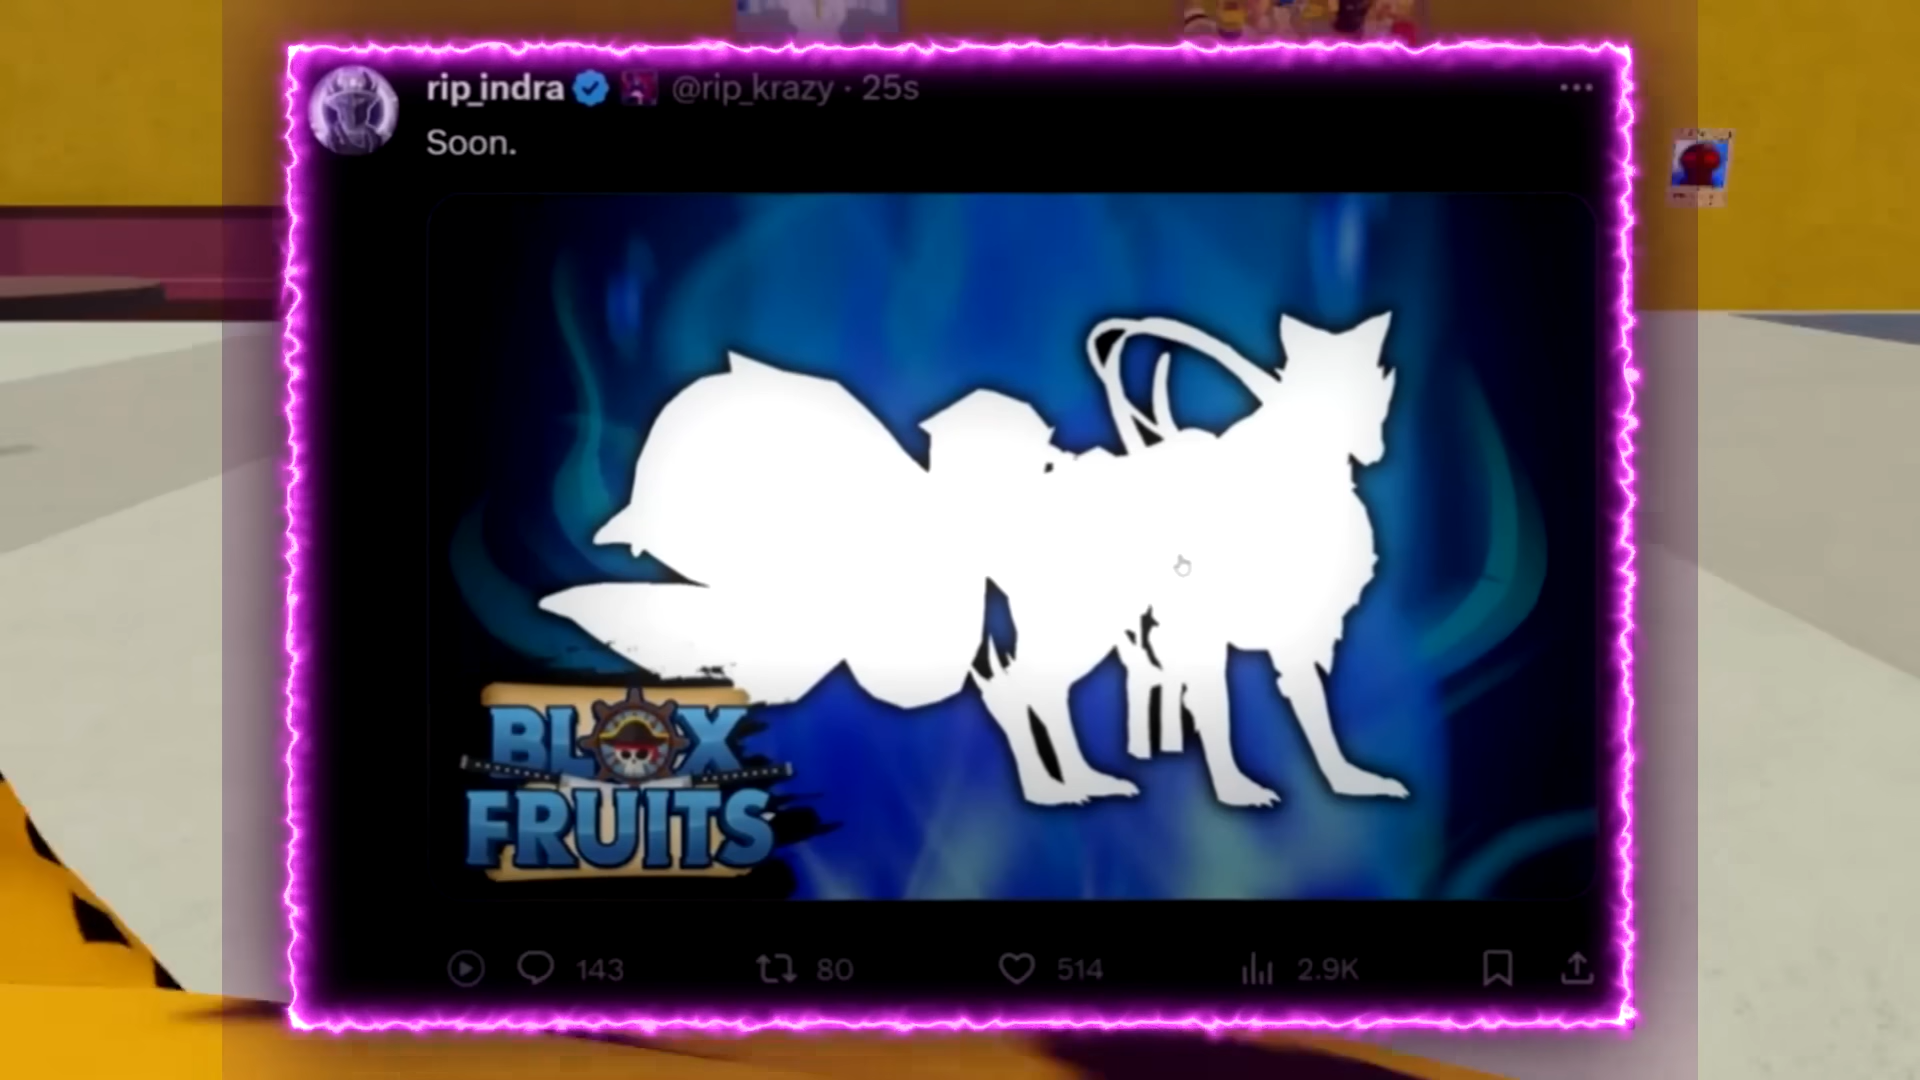 rip_indra @rip_krazy · 25s
Soon.
BLOX
FRUITS
143 80 514 2.9K